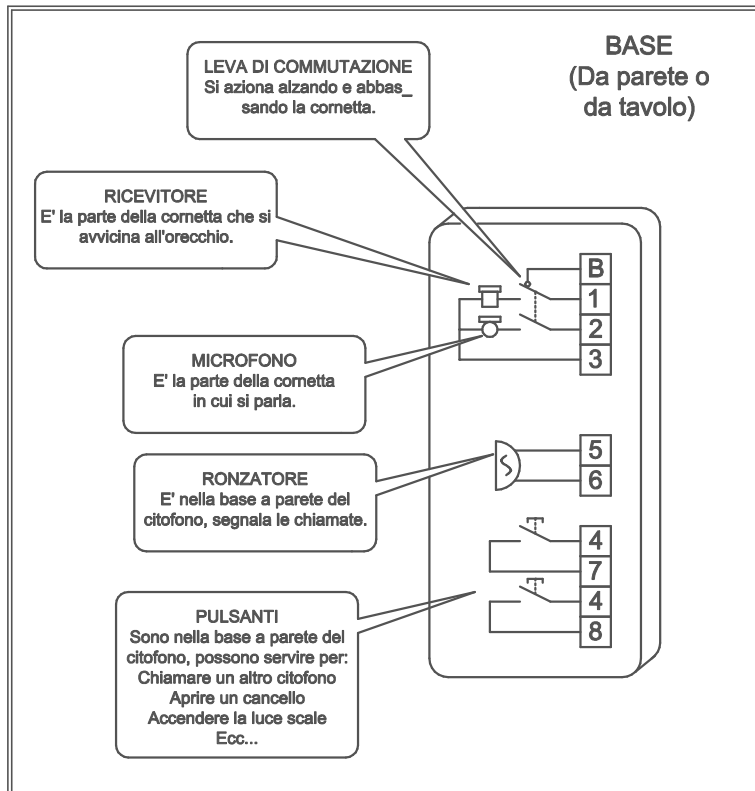 BASE
(Da parete o
da tavolo)
LEVA DI COMMUTAZIONE
Si aziona alzando e abbas_
sando la cornetta.
RICEVITORE
E' la parte della cornetta che si
avvicina all'orecchio.
MICROFONO
E' la parte della cornetta
in cui si parla.
RONZATORE
E' nella base a parete del
citofono, segnala le chiamate.
PULSANTI
Sono nella base a parete del
citofono, possono servire per:
Chiamare un altro citofono
Aprire un cancello
Accendere la luce scale
Ecc...
B
1
2
3
5
6
4
7
4
8